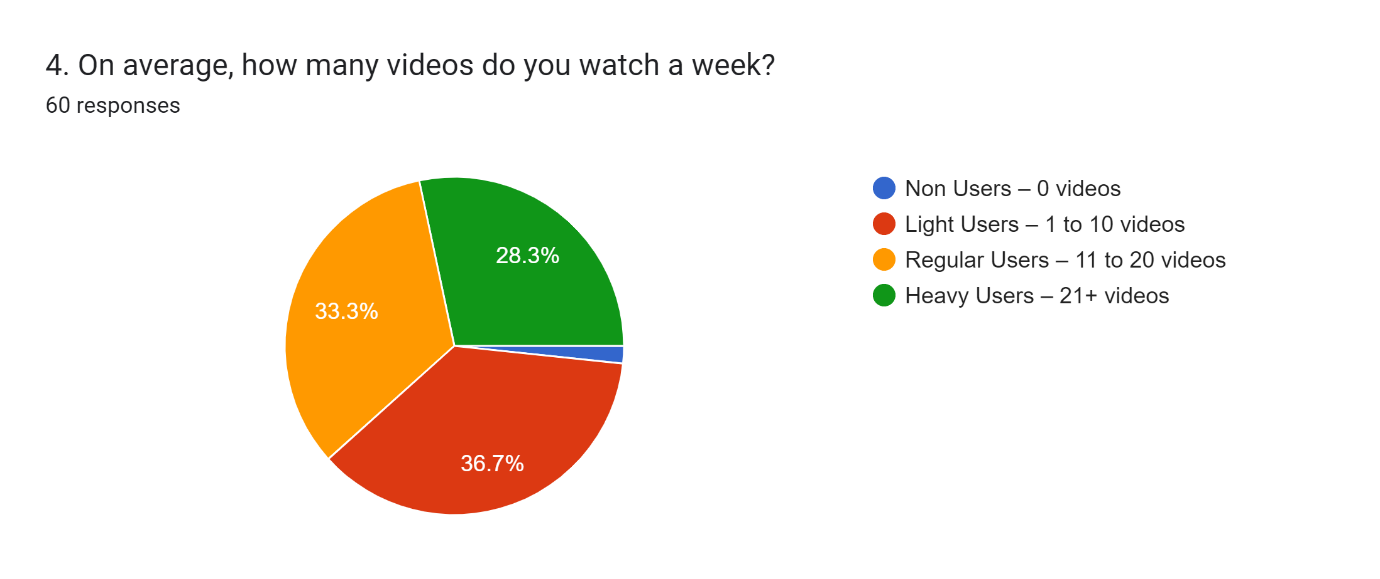 4. On average, how many videos do you watch a week?
60 responses
28.3%
33.3%
36.7%
Non Users – 0 videos
Light Users – 1 to 10 videos
Regular Users – 11 to 20 videos
Heavy Users – 21+ videos